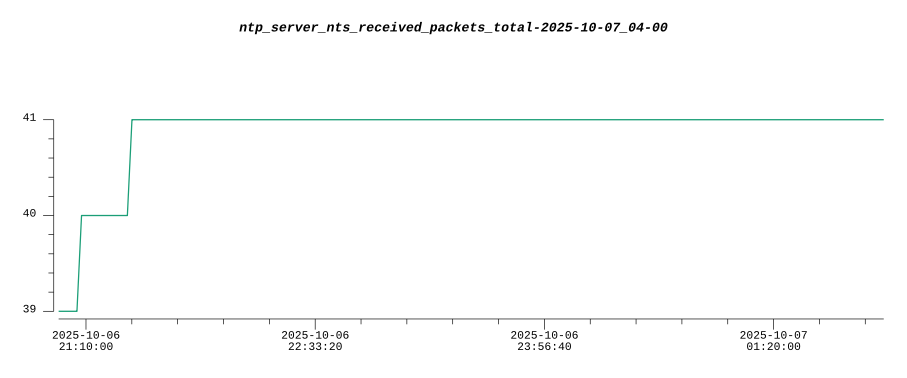 ntp_server_nts_received_packets_total-2025-10-07_04-00
41
40
39
2025-10-06 2025-10-06 2025-10-06 2025-10-07
21:10:00 22:33:20 23:56:40 01:20:00